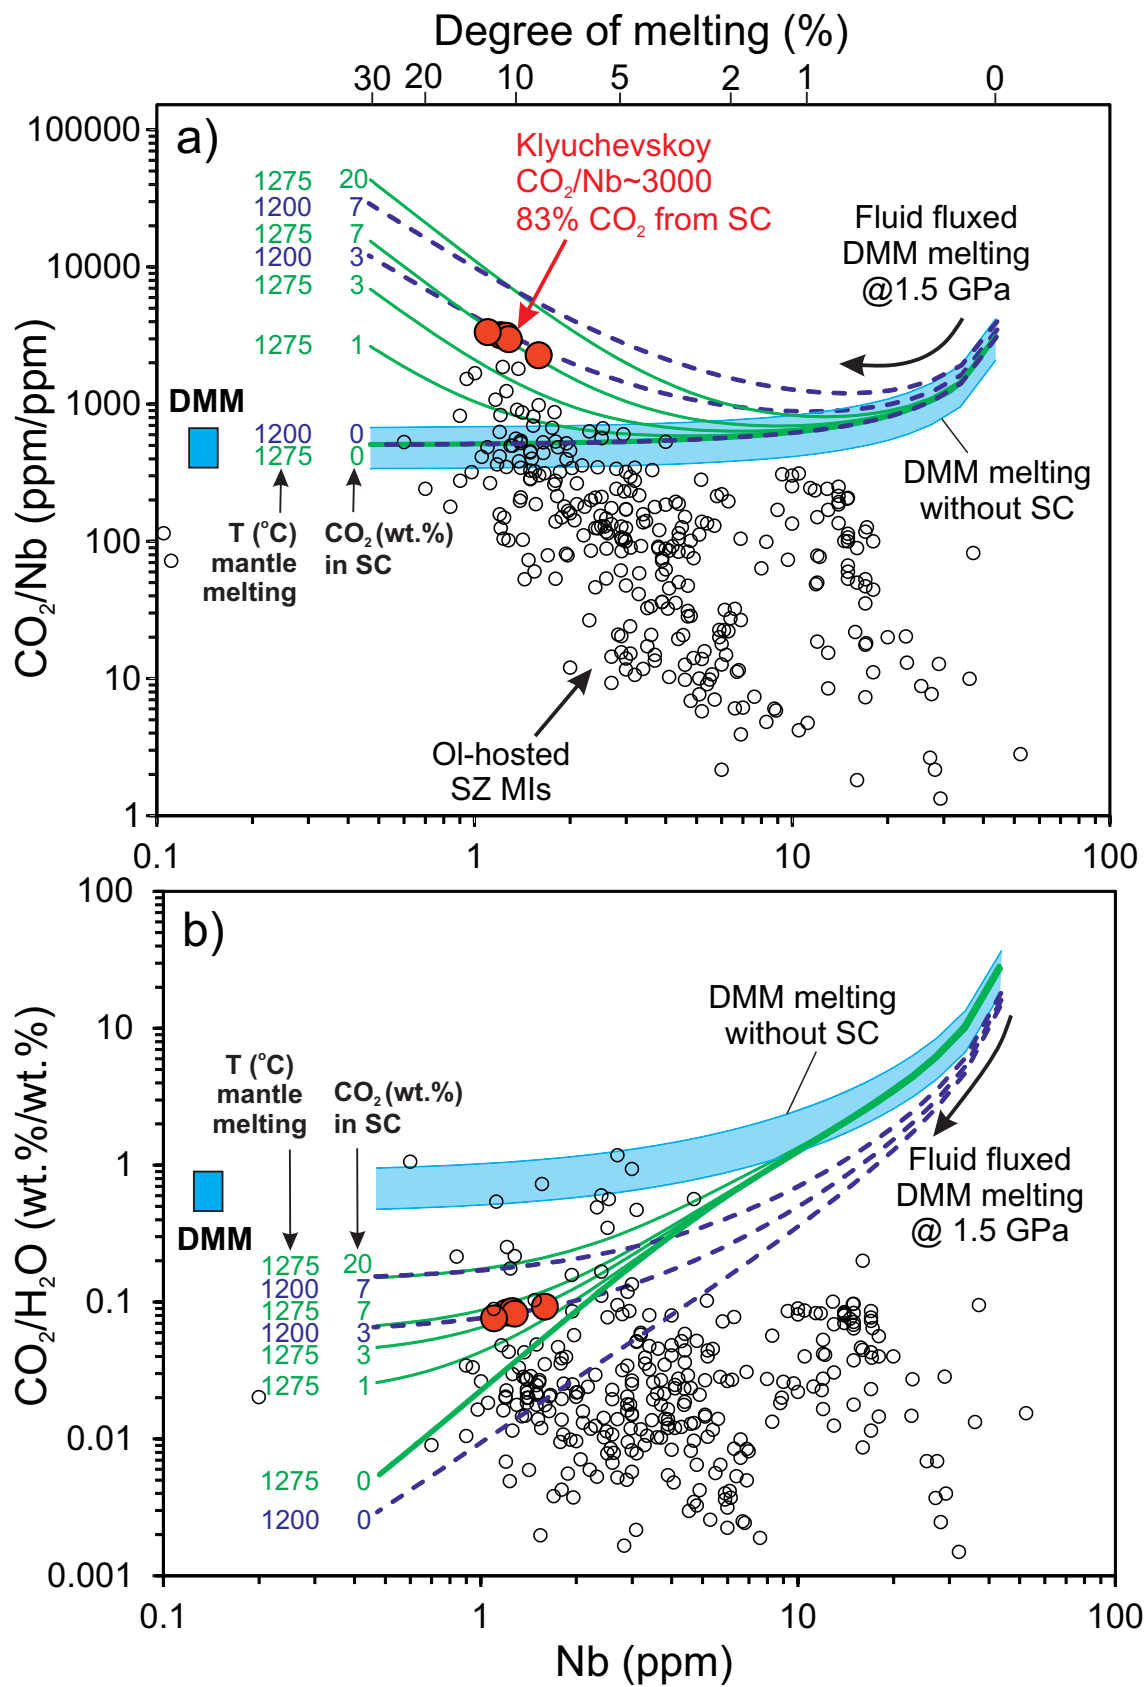 Degree of melting (%)
30 20 10 5 2 1 0
a)
100000
10000
1000
100
10
1
CO₂/Nb (ppm/ppm)
Klyuchevskoy
CO₂/Nb~3000
83% CO₂ from SC
1275 20
1200 7
1275 7
1200 3
1275 3
1275 1
1200 0
1275 0
DMM
T (°C)
mantle
melting
CO₂ (wt.%)
in SC
Fluid fluxed
DMM melting
@1.5 GPa
DMM melting
without SC
Ol-hosted
SZ MIs
0.1 1 10 100
b)
100
10
1
0.1
0.01
0.001
CO₂/H₂O (wt.%/wt.%)
DMM melting
without SC
T (°C)
mantle
melting
CO₂ (wt.%)
in SC
DMM
Fluid fluxed
DMM melting
@ 1.5 GPa
1275 20
1200 7
1275 7
1200 3
1275 3
1275 1
1275 0
1200 0
0.1 1 10 100
Nb (ppm)